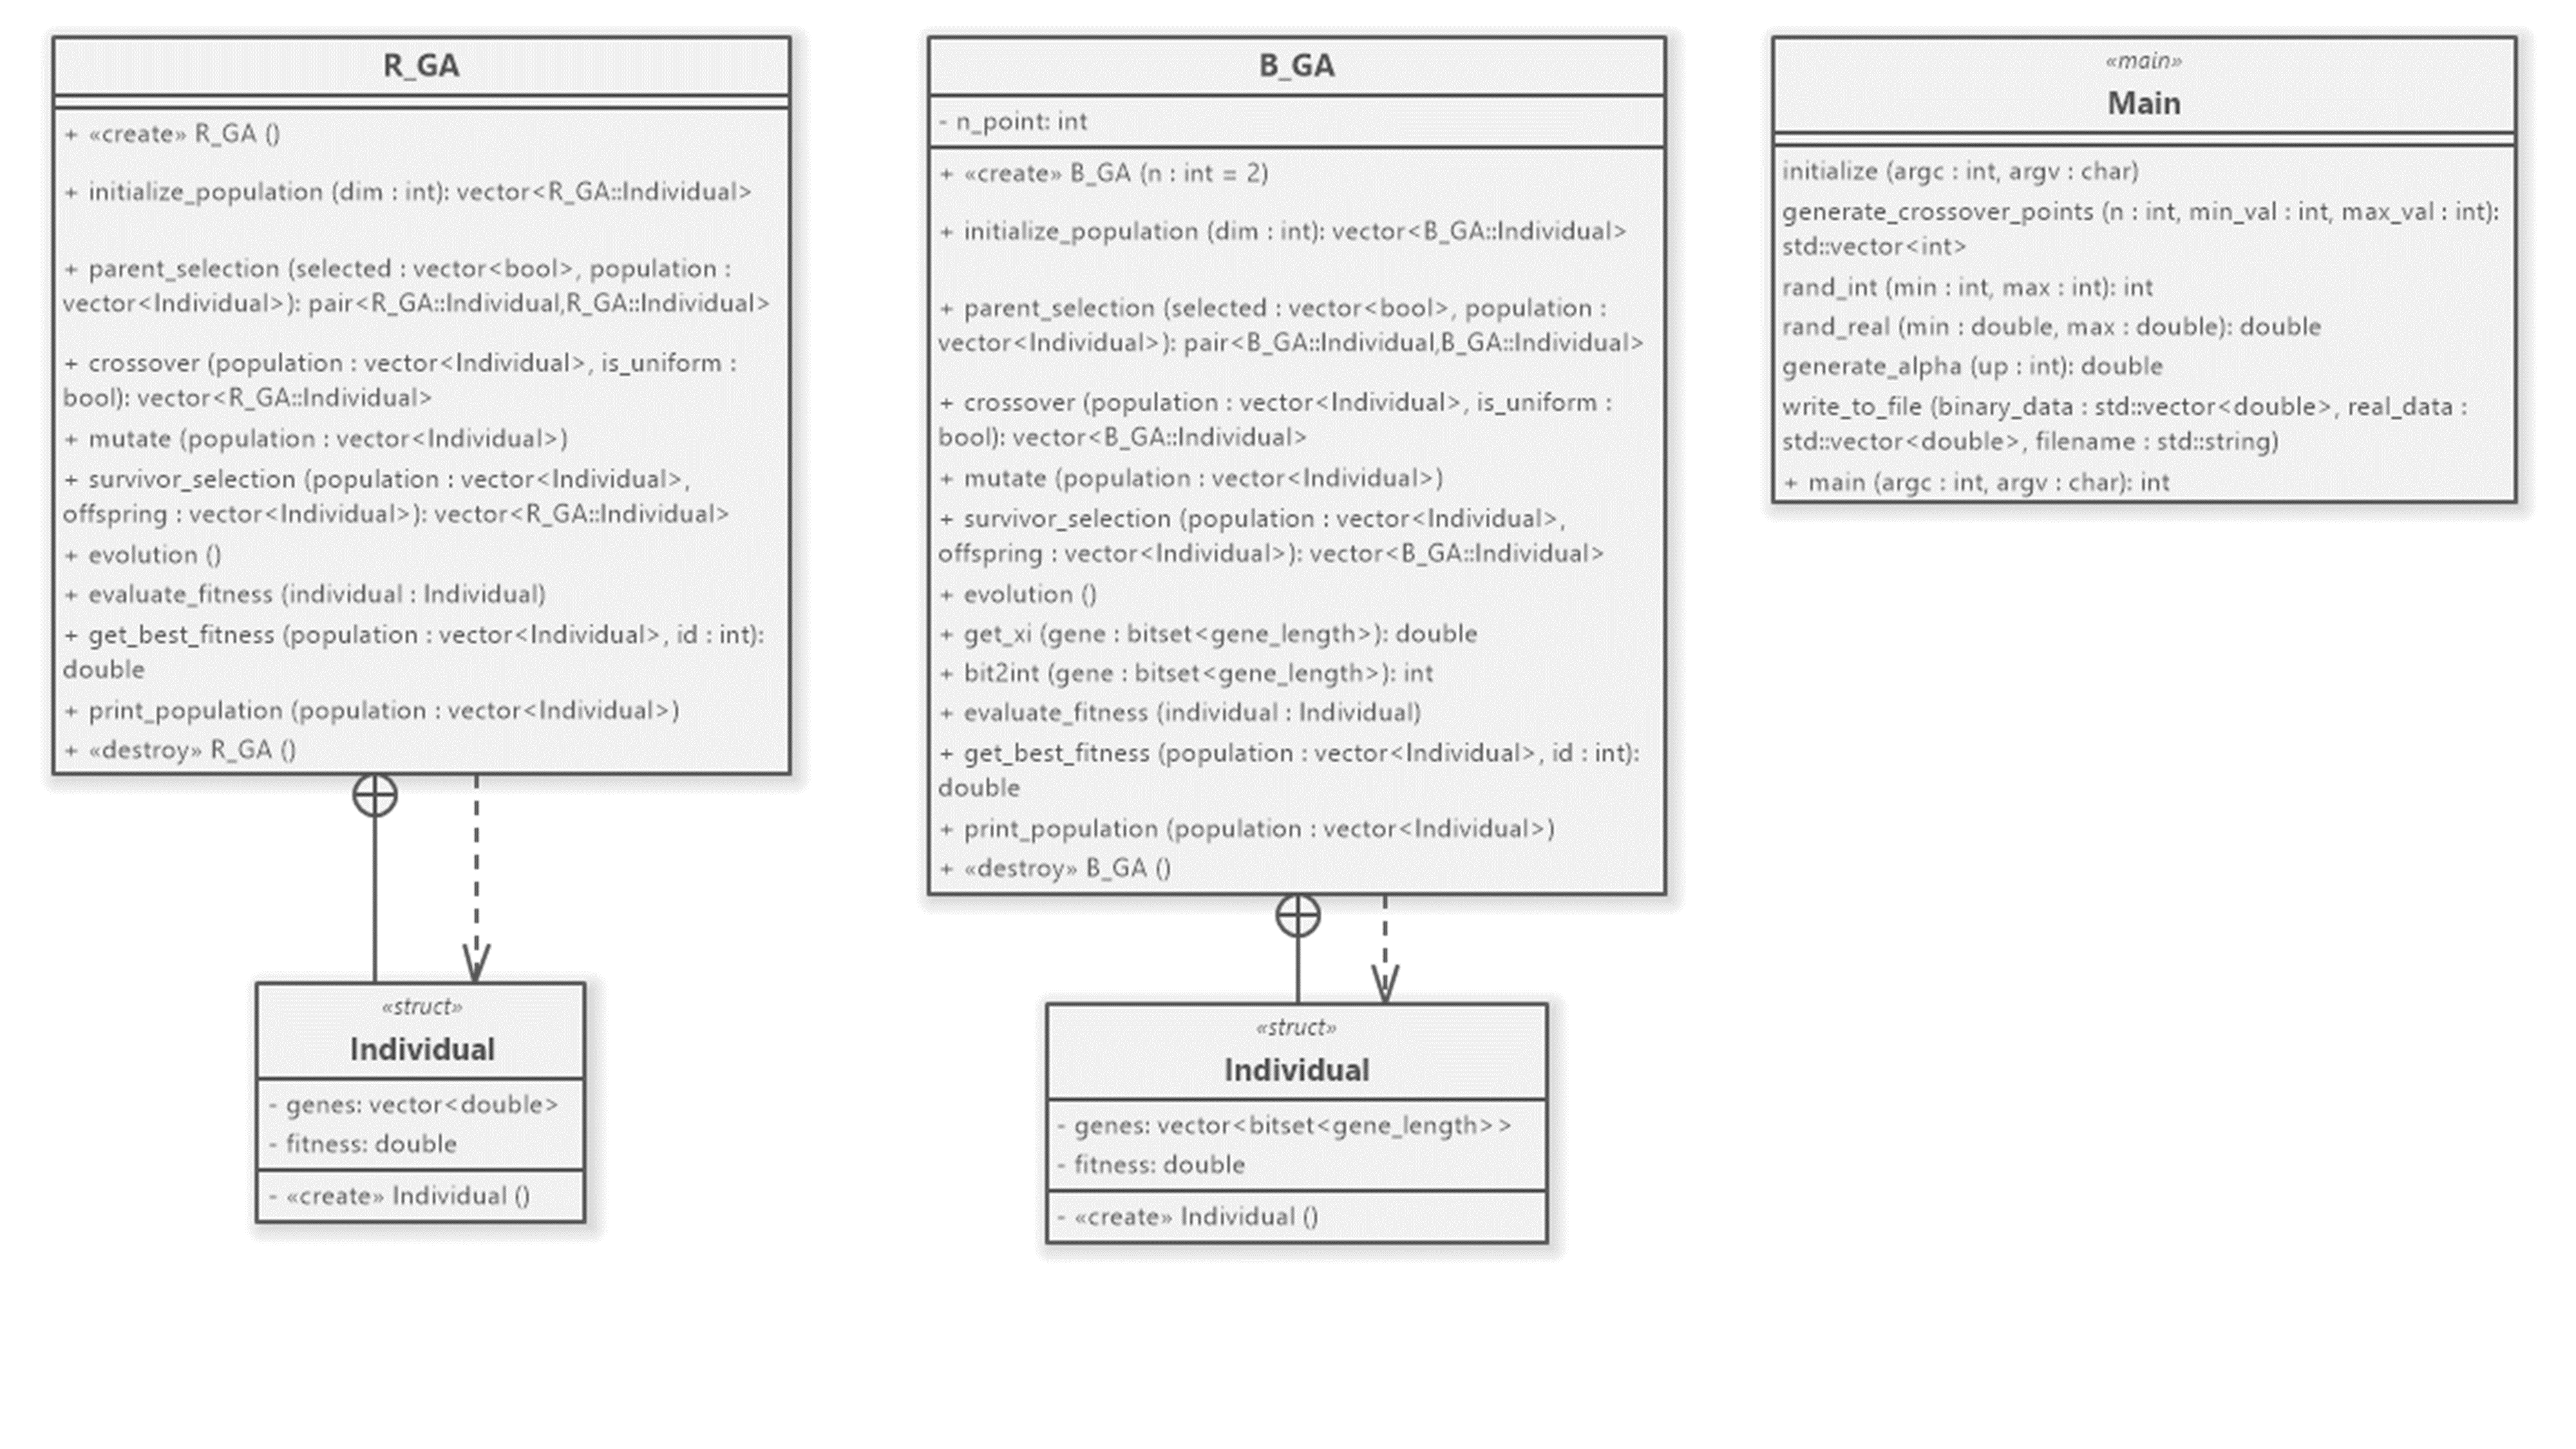 R_GA
+ «create» R_GA ()
+ initialize_population (dim : int): vector<R_GA::Individual>
+ parent_selection (selected : vector<bool>, population :
vector<Individual>): pair<R_GA::Individual,R_GA::Individual>
+ crossover (population : vector<Individual>, is_uniform :
bool): vector<R_GA::Individual>
+ mutate (population : vector<Individual>)
+ survivor_selection (population : vector<Individual>,
offspring : vector<Individual>): vector<R_GA::Individual>
+ evolution ()
+ evaluate_fitness (individual : Individual)
+ get_best_fitness (population : vector<Individual>, id : int):
double
+ print_population (population : vector<Individual>)
+ «destroy» R_GA ()
«struct»
Individual
- genes: vector<double>
- fitness: double
- «create» Individual ()
B_GA
- n_point: int
+ «create» B_GA (n : int = 2)
+ initialize_population (dim : int): vector<B_GA::Individual>
+ parent_selection (selected : vector<bool>, population :
vector<Individual>): pair<B_GA::Individual,B_GA::Individual>
+ crossover (population : vector<Individual>, is_uniform :
bool): vector<B_GA::Individual>
+ mutate (population : vector<Individual>)
+ survivor_selection (population : vector<Individual>,
offspring : vector<Individual>): vector<B_GA::Individual>
+ evolution ()
+ get_xi (gene : bitset<gene_length>): double
+ bit2int (gene : bitset<gene_length>): int
+ evaluate_fitness (individual : Individual)
+ get_best_fitness (population : vector<Individual>, id : int):
double
+ print_population (population : vector<Individual>)
+ «destroy» B_GA ()
«struct»
Individual
- genes: vector<bitset<gene_length> >
- fitness: double
- «create» Individual ()
«main»
Main
initialize (argc : int, argv : char)
generate_crossover_points (n : int, min_val : int, max_val : int):
std::vector<int>
rand_int (min : int, max : int): int
rand_real (min : double, max : double): double
generate_alpha (up : int): double
write_to_file (binary_data : std::vector<double>, real_data :
std::vector<double>, filename : std::string)
+ main (argc : int, argv : char): int